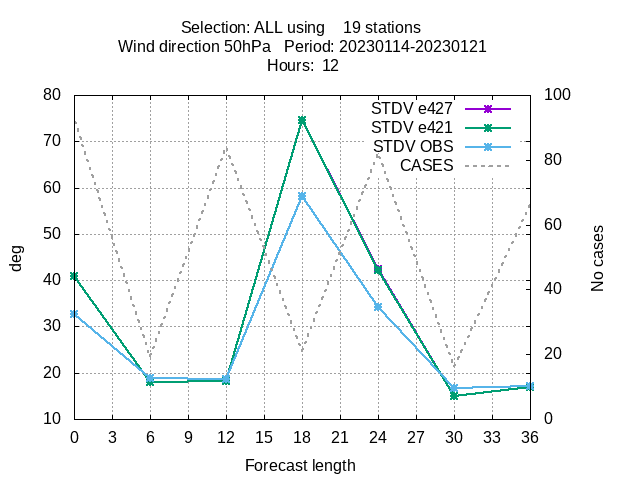 Selection: ALL using    19 stations
Wind direction 50hPa   Period: 20230114-20230121
Hours:  12
80
70
60
50
40
30
20
10
deg
100
80
60
40
20
0
No cases
STDV e427
STDV e421
STDV OBS
CASES
0 3 6 9 12 15 18 21 24 27 30 33 36
Forecast length